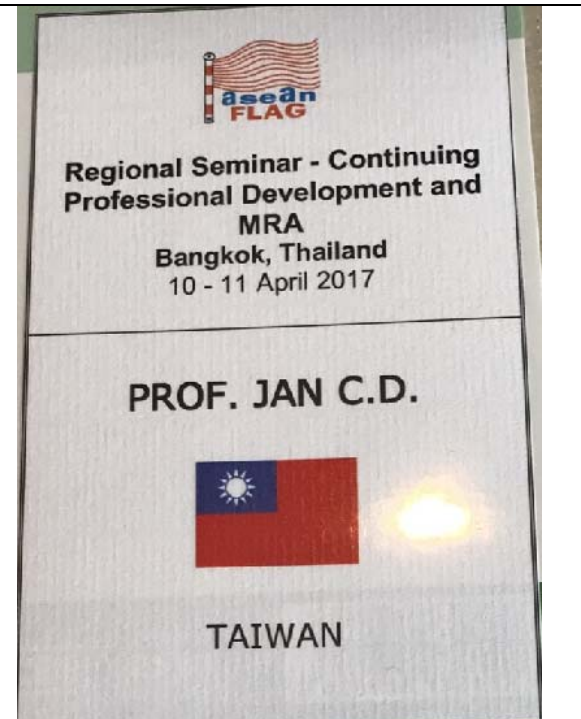 asean
FLAG
Regional Seminar - Continuing
Professional Development and
MRA
Bangkok, Thailand
10 - 11 April 2017
PROF. JAN C.D.
TAIWAN